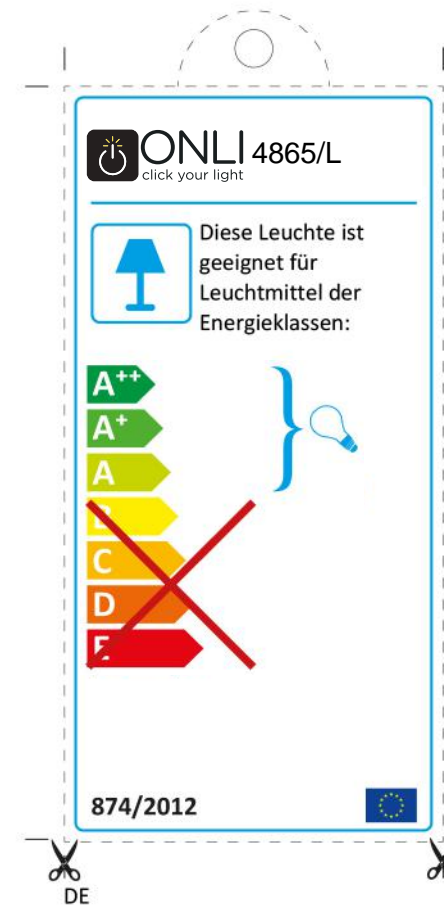 ONLI 4865/L
click your light
Diese Leuchte ist
geeignet für
Leuchtmittel der
Energieklassen:
A++
A+
A
B
C
D
E
874/2012
DE